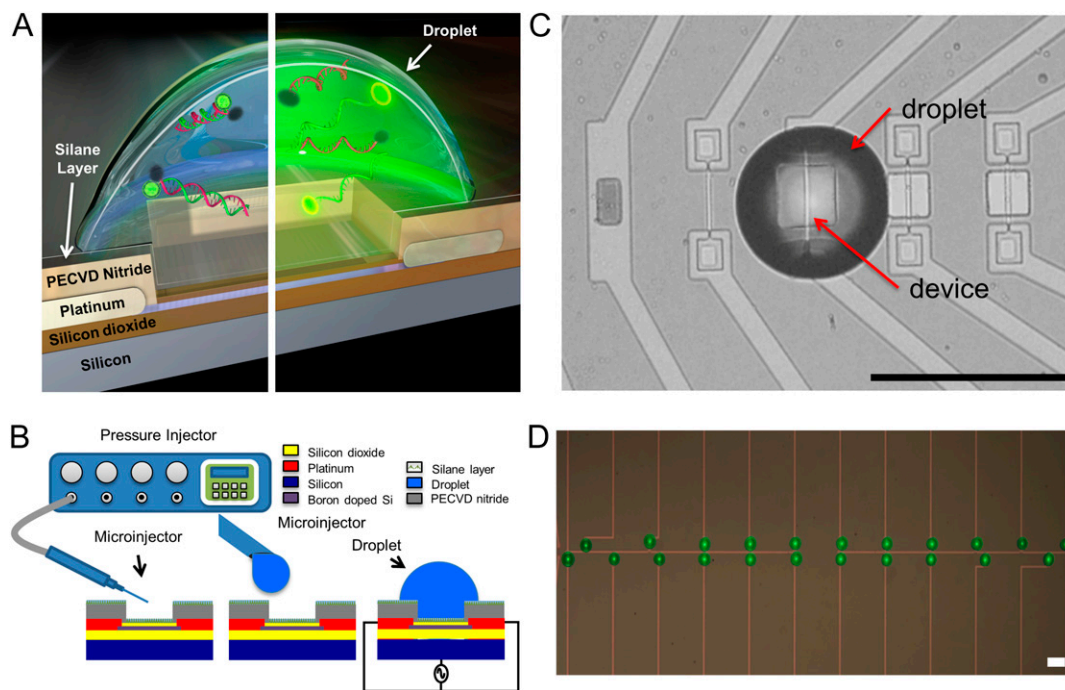 A
Droplet
Silane
Layer
PECVD Nitride
Platinum
Silicon dioxide
Silicon
B
Pressure Injector
Silicon dioxide
Platinum
Silicon
Boron doped Si
Silane layer
Droplet
PECVD nitride
Microinjector
Microinjector
Droplet
C
droplet
device
D